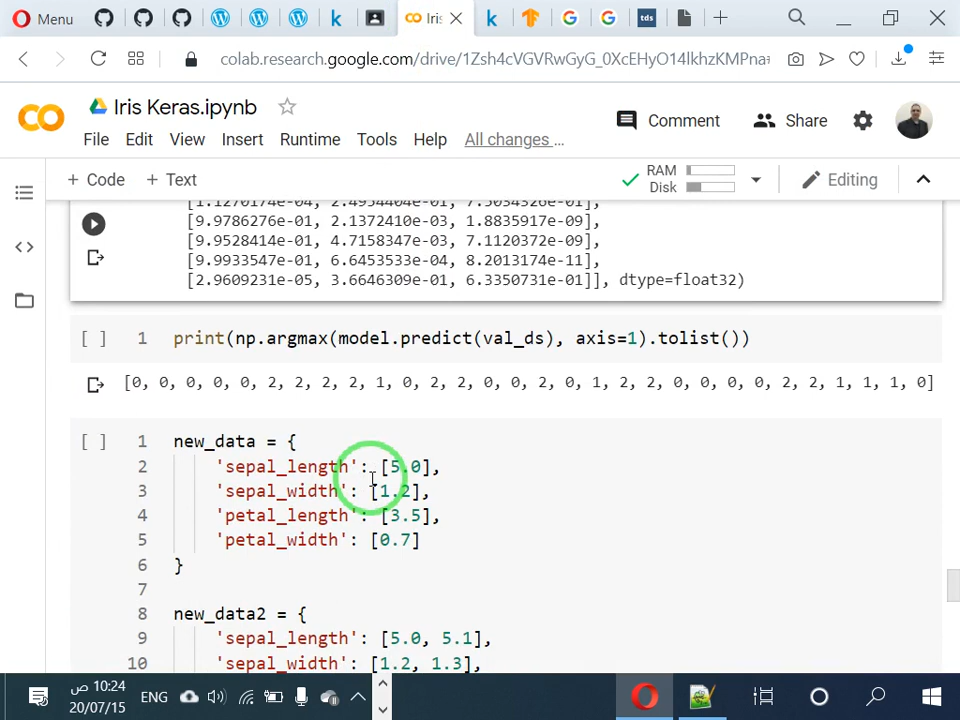 Menu
Iris
tds
colab.research.google.com/drive/1Zsh4cVGVRwGyG_0XcEHyO14lkhzKMPna
Iris Keras.ipynb
Comment
Share
File Edit View Insert Runtime Tools Help All changes …
+ Code + Text
RAM
Disk
Editing
[9.9786276e-01, 2.1372410e-03, 1.8835917e-09],
[9.9528414e-01, 4.7158347e-03, 7.1120372e-09],
[9.9933547e-01, 6.6453533e-04, 8.2013174e-11],
[2.9609231e-05, 3.6646309e-01, 6.3350731e-01]], dtype=float32)
[ ] 1 print(np.argmax(model.predict(val_ds), axis=1).tolist())
[0, 0, 0, 0, 0, 2, 2, 2, 2, 1, 0, 2, 2, 0, 0, 2, 0, 1, 2, 2, 0, 0, 0, 0, 2, 2, 1, 1, 1, 0]
[ ] 1 new_data = {
2 'sepal_length': [5.0],
3 'sepal_width': [1.2],
4 'petal_length': [3.5],
5 'petal_width': [0.7]
6 }
7
8 new_data2 = {
9 'sepal_length': [5.0, 5.1],
10 'sepal_width': [1.2, 1.3],
10:24 ص
20/07/15
ENG